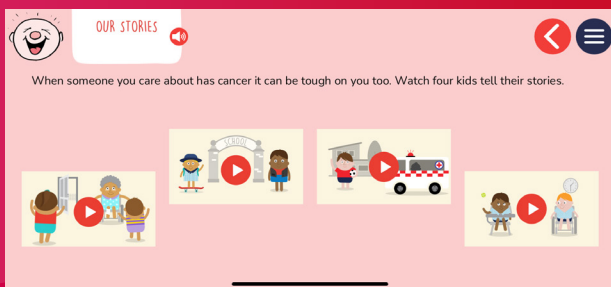 OUR STORIES
When someone you care about has cancer it can be tough on you too. Watch four kids tell their stories.
SCHOOL